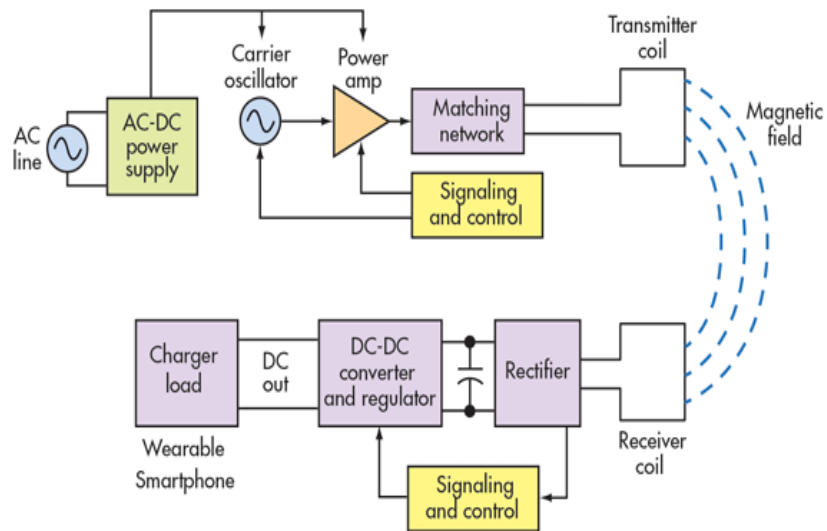 Carrier
oscillator
Power
amp
Transmitter
coil
AC
line
AC-DC
power
supply
Matching
network
Magnetic
field
Signaling
and control
Charger
load
DC
out
DC-DC
converter
and regulator
Rectifier
Wearable
Smartphone
Receiver
coil
Signaling
and control